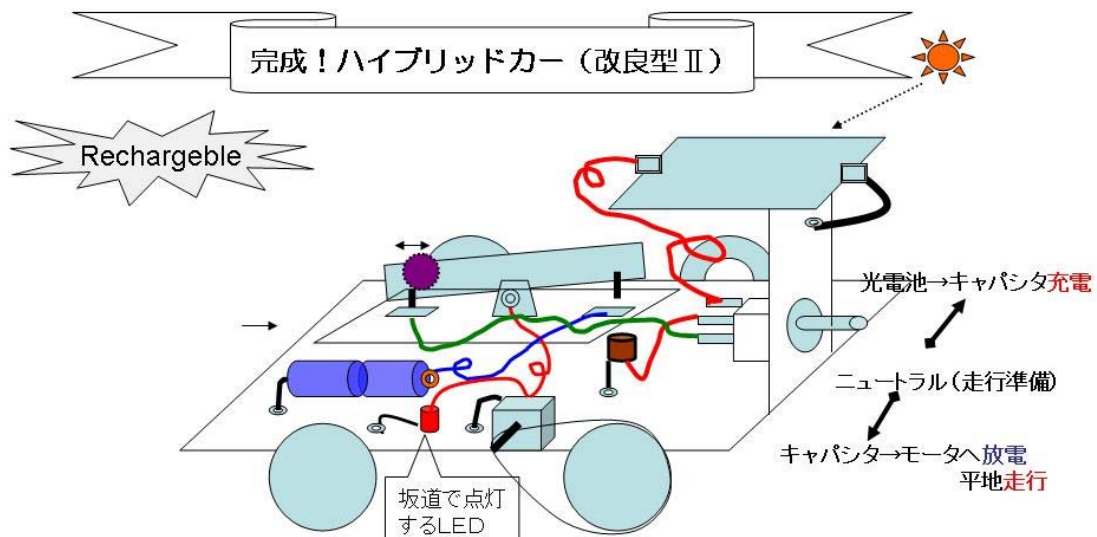 完成！ハイブリッドカー（改良型Ⅱ）
Rechargeble
光電池→キャパシタ充電
ニュートラル（走行準備）
キャパシタ→モータへ放電
平地走行
坂道で点灯
するLED